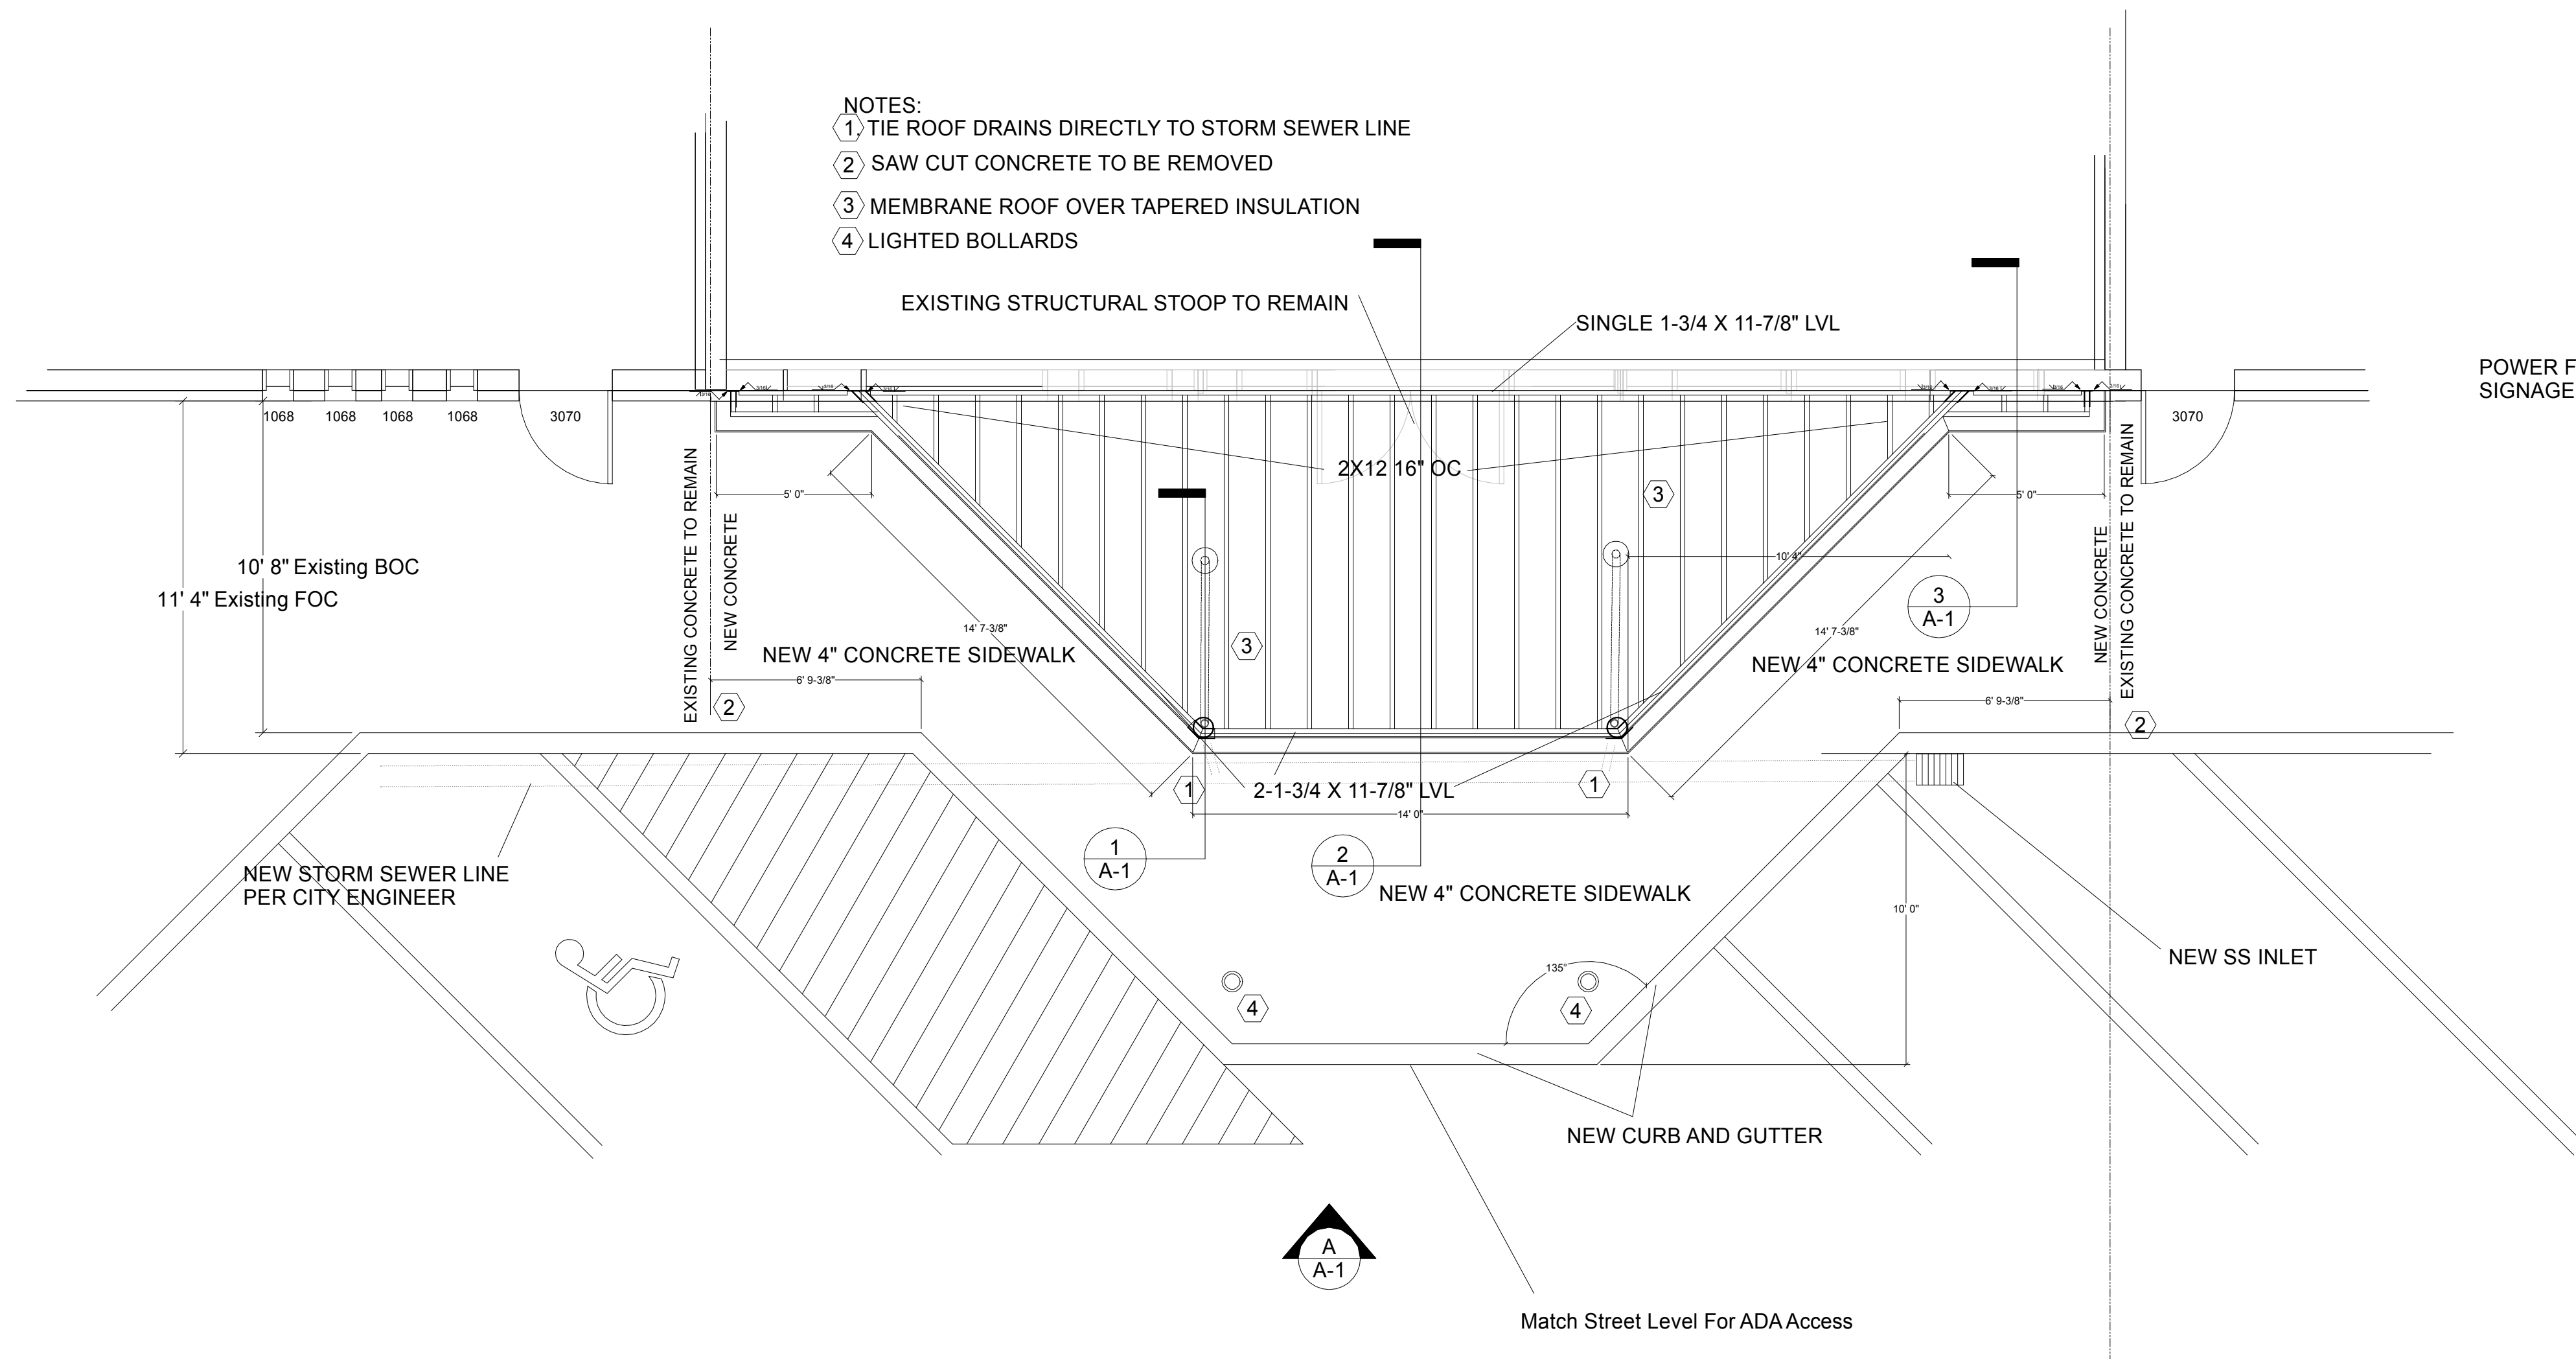 NOTES:
1. TIE ROOF DRAINS DIRECTLY TO STORM SEWER LINE
2 SAW CUT CONCRETE TO BE REMOVED
3 MEMBRANE ROOF OVER TAPERED INSULATION
4 LIGHTED BOLLARDS
EXISTING STRUCTURAL STOOP TO REMAIN
SINGLE 1-3/4 X 11-7/8" LVL
POWER F
SIGNAGE
1068
1068
1068
1068
3070
3070
2X12 16" OC
5' 0"
5' 0"
3
EXISTING CONCRETE TO REMAIN
NEW CONCRETE
NEW CONCRETE
EXISTING CONCRETE TO REMAIN
10' 8" Existing BOC
11' 4" Existing FOC
10' 4"
3
A-1
14' 7-3/8"
14' 7-3/8"
3
NEW 4" CONCRETE SIDEWALK
NEW 4" CONCRETE SIDEWALK
6' 9-3/8"
6' 9-3/8"
2
2
1
1
2-1-3/4 X 11-7/8" LVL
14' 0"
1
A-1
2
A-1
NEW STORM SEWER LINE
PER CITY ENGINEER
NEW 4" CONCRETE SIDEWALK
10' 0"
NEW SS INLET
135°
4
4
NEW CURB AND GUTTER
A
A-1
Match Street Level For ADA Access